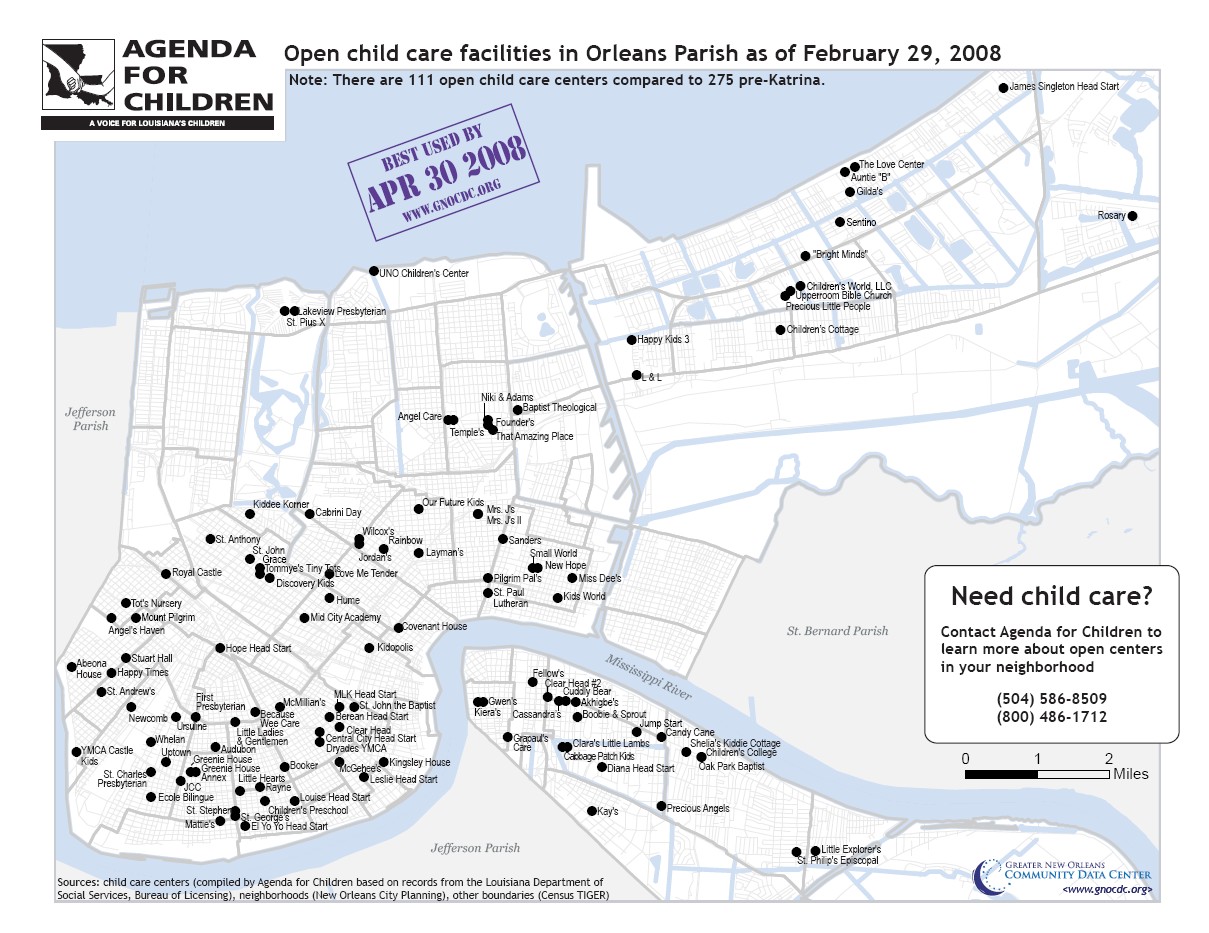 AGENDA
FOR
CHILDREN
A VOICE FOR LOUISIANA'S CHILDREN
Open child care facilities in Orleans Parish as of February 29, 2008
Note: There are 111 open child care centers compared to 275 pre-Katrina.
BEST USED BY
APR 30 2008
WWW.GNOCDC.ORG
James Singleton Head Start
The Love Center
Auntie "B"
Gilda's
Rosary
Sentino
"Bright Minds"
UNO Children's Center
Children's World, LLC
Upperroom Bible Church
Precious Little People
Lakeview Presbyterian
St. Pius X
Children's Cottage
Happy Kids 3
L & L
Jefferson
Parish
Niki & Adams
Baptist Theological
Angel Care
Founder's
Temple's
That Amazing Place
Kiddee Korner
Cabrini Day
Our Future Kids
Mrs. J's
Mrs. J's II
Wilcox's
Rainbow
Jordan's
St. Anthony
St. John
Grace
Layman's
Sanders
Small World
New Hope
Tommye's Tiny Tots
Love Me Tender
Royal Castle
Discovery Kids
Pilgrim Pal's
Miss Dee's
St. Paul
Lutheran
Kids World
Hume
Tot's Nursery
Mount Pilgrim
Angel's Haven
Mid City Academy
Covenant House
Hope Head Start
Kidopolis
St. Bernard Parish
Mississippi River
Stuart Hall
Abeona
House
Happy Times
St. Andrew's
Newcomb
First
Presbyterian
Ursuline
McMillian's
Because
Wee Care
MLK Head Start
St. John the Baptist
Berean Head Start
Little Ladies
& Gentlemen
Clear Head
Central City Head Start
Dryades YMCA
Whelan
Audubon
YMCA Castle
Kids
Uptown
Greenie House
Greenie House
Annex
St. Charles
Presbyterian
JCC
Booker
McGehee's
Kingsley House
Leslie Head Start
Little Hearts
Rayne
Ecole Bilingue
Louise Head Start
Children's Preschool
St. Stephen
St. George's
Mattie's
El Yo Yo Head Start
Fellow's
Clear Head #2
Cuddly Bear
Gwen's
Kiera's
Akhigbe's
Cassandra's
Boobie & Sprout
Jump Start
Candy Cane
Grapaul's
Care
Clara's Little Lambs
Cabbage Patch Kids
Shelia's Kiddie Cottage
Children's College
Oak Park Baptist
Diana Head Start
Kay's
Precious Angels
Little Explorer's
St. Philip's Episcopal
Jefferson Parish
Need child care?
Contact Agenda for Children to
learn more about open centers
in your neighborhood
(504) 586-8509
(800) 486-1712
0 1 2
Miles
GREATER NEW ORLEANS
COMMUNITY DATA CENTER
<www.gnocdc.org>
Sources: child care centers (compiled by Agenda for Children based on records from the Louisiana Department of
Social Services, Bureau of Licensing), neighborhoods (New Orleans City Planning), other boundaries (Census TIGER)